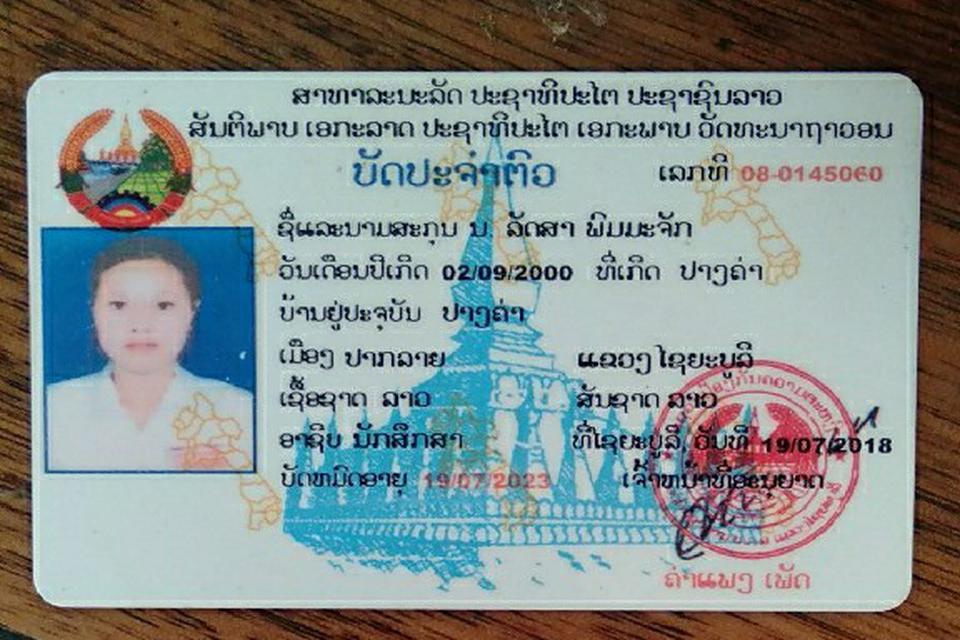 ສາທາລະນະລັດ ປະຊາທິປະໄຕ ປະຊາຊົນລາວ
ສັນຕິພາບ ເອກະລາດ ປະຊາທິປະໄຕ ເອກະພາບ ວັດທະນາຖາວອນ
ບັດປະຈຳຕົວ
ເລກທີ 08-0145060
ຊື່ແລະນາມສະກຸນ ນ. ລັດສາ ພິມມະຈັກ
ວັນເດືອນປີເກີດ 02/09/2000 ທີ່ເກີດ ປາງຄ່າ
ບ້ານຢູ່ປະຈຸບັນ ປາງຄ່າ
ເມືອງ ປາກລາຍ ແຂວງ ໄຊຍະບູລີ
ເຊື້ອຊາດ ລາວ ສັນຊາດ ລາວ
ອາຊີບ ນັກສຶກສາ ທີ່ໄຊຍະບູລີ, ວັນທີ 19/07/2018
ບັດຫມົດອາຍຸ 19/07/2023 ເຈົ້າຫນ້າທີ່ອະນຸຍາດ
ຄຳແພງ ເພັດ